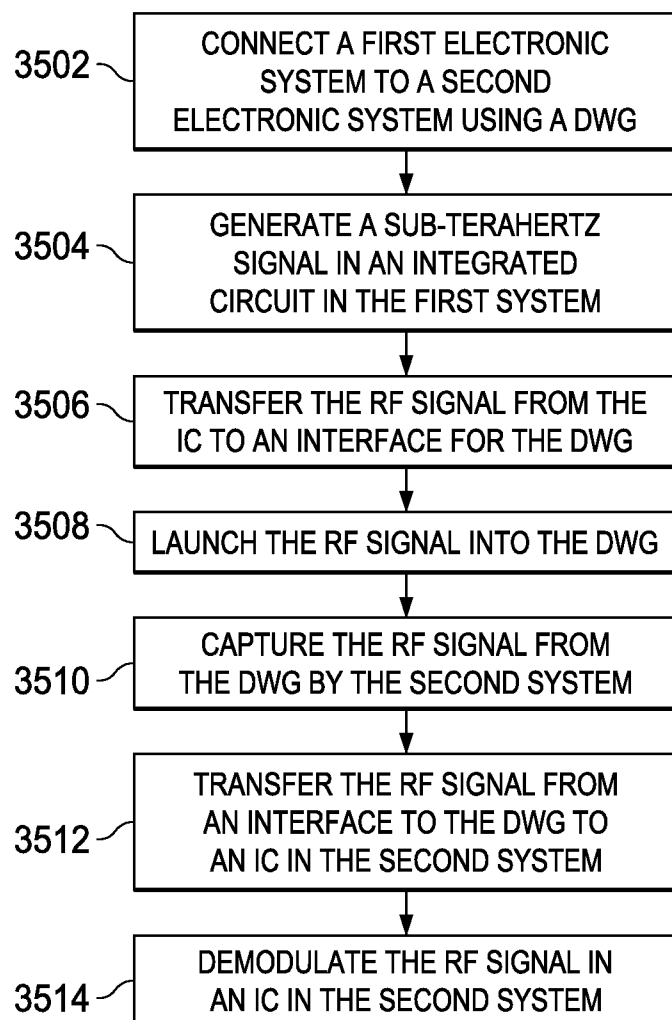 3502
CONNECT A FIRST ELECTRONIC
SYSTEM TO A SECOND
ELECTRONIC SYSTEM USING A DWG
3504
GENERATE A SUB-TERAHERTZ
SIGNAL IN AN INTEGRATED
CIRCUIT IN THE FIRST SYSTEM
3506
TRANSFER THE RF SIGNAL FROM THE
IC TO AN INTERFACE FOR THE DWG
3508
LAUNCH THE RF SIGNAL INTO THE DWG
3510
CAPTURE THE RF SIGNAL FROM
THE DWG BY THE SECOND SYSTEM
3512
TRANSFER THE RF SIGNAL FROM
AN INTERFACE TO THE DWG TO
AN IC IN THE SECOND SYSTEM
3514
DEMODULATE THE RF SIGNAL IN
AN IC IN THE SECOND SYSTEM